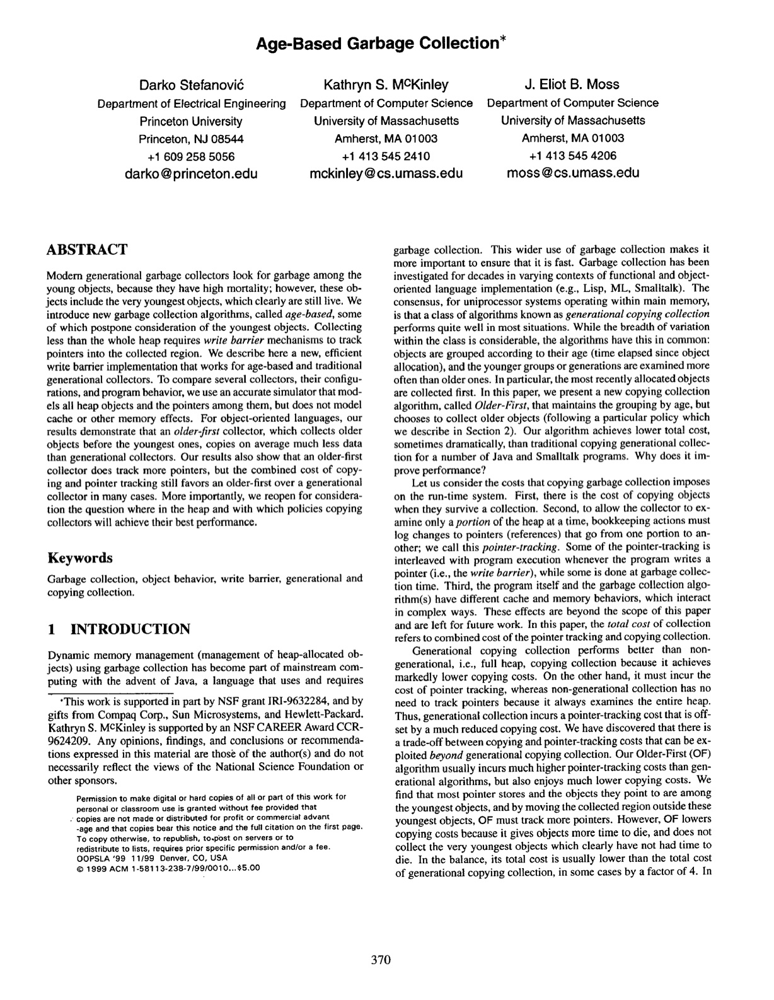 Age-Based Garbage Collection*
Darko Stefanović
Department of Electrical Engineering
Princeton University
Princeton, NJ 08544
+1 609 258 5056
darko@princeton.edu
Kathryn S. McKinley
Department of Computer Science
University of Massachusetts
Amherst, MA 01003
+1 413 545 2410
mckinley@cs.umass.edu
J. Eliot B. Moss
Department of Computer Science
University of Massachusetts
Amherst, MA 01003
+1 413 545 4206
moss@cs.umass.edu
ABSTRACT
Modern generational garbage collectors look for garbage among the
young objects, because they have high mortality; however, these ob-
jects include the very youngest objects, which clearly are still live. We
introduce new garbage collection algorithms, called age-based, some
of which postpone consideration of the youngest objects. Collecting
less than the whole heap requires write barrier mechanisms to track
pointers into the collected region. We describe here a new, efficient
write barrier implementation that works for age-based and traditional
generational collectors. To compare several collectors, their configu-
rations, and program behavior, we use an accurate simulator that mod-
els all heap objects and the pointers among them, but does not model
cache or other memory effects. For object-oriented languages, our
results demonstrate that an older-first collector, which collects older
objects before the youngest ones, copies on average much less data
than generational collectors. Our results also show that an older-first
collector does track more pointers, but the combined cost of copy-
ing and pointer tracking still favors an older-first over a generational
collector in many cases. More importantly, we reopen for considera-
tion the question where in the heap and with which policies copying
collectors will achieve their best performance.
Keywords
Garbage collection, object behavior, write barrier, generational and
copying collection.
1 INTRODUCTION
Dynamic memory management (management of heap-allocated ob-
jects) using garbage collection has become part of mainstream com-
puting with the advent of Java, a language that uses and requires
*This work is supported in part by NSF grant IRI-9632284, and by
gifts from Compaq Corp., Sun Microsystems, and Hewlett-Packard.
Kathryn S. McKinley is supported by an NSF CAREER Award CCR-
9624209. Any opinions, findings, and conclusions or recommenda-
tions expressed in this material are those of the author(s) and do not
necessarily reflect the views of the National Science Foundation or
other sponsors.
Permission to make digital or hard copies of all or part of this work for
personal or classroom use is granted without fee provided that
copies are not made or distributed for profit or commercial advant
-age and that copies bear this notice and the full citation on the first page.
To copy otherwise, to republish, to post on servers or to
redistribute to lists, requires prior specific permission and/or a fee.
OOPSLA '99 11/99 Denver, CO, USA
© 1999 ACM 1-58113-238-7/99/0010...$5.00
garbage collection. This wider use of garbage collection makes it
more important to ensure that it is fast. Garbage collection has been
investigated for decades in varying contexts of functional and object-
oriented language implementation (e.g., Lisp, ML, Smalltalk). The
consensus, for uniprocessor systems operating within main memory,
is that a class of algorithms known as generational copying collection
performs quite well in most situations. While the breadth of variation
within the class is considerable, the algorithms have this in common:
objects are grouped according to their age (time elapsed since object
allocation), and the younger groups or generations are examined more
often than older ones. In particular, the most recently allocated objects
are collected first. In this paper, we present a new copying collection
algorithm, called Older-First, that maintains the grouping by age, but
chooses to collect older objects (following a particular policy which
we describe in Section 2). Our algorithm achieves lower total cost,
sometimes dramatically, than traditional copying generational collec-
tion for a number of Java and Smalltalk programs. Why does it im-
prove performance?
Let us consider the costs that copying garbage collection imposes
on the run-time system. First, there is the cost of copying objects
when they survive a collection. Second, to allow the collector to ex-
amine only a portion of the heap at a time, bookkeeping actions must
log changes to pointers (references) that go from one portion to an-
other; we call this pointer-tracking. Some of the pointer-tracking is
interleaved with program execution whenever the program writes a
pointer (i.e., the write barrier), while some is done at garbage collec-
tion time. Third, the program itself and the garbage collection algo-
rithm(s) have different cache and memory behaviors, which interact
in complex ways. These effects are beyond the scope of this paper
and are left for future work. In this paper, the total cost of collection
refers to combined cost of the pointer tracking and copying collection.
Generational copying collection performs better than non-
generational, i.e., full heap, copying collection because it achieves
markedly lower copying costs. On the other hand, it must incur the
cost of pointer tracking, whereas non-generational collection has no
need to track pointers because it always examines the entire heap.
Thus, generational collection incurs a pointer-tracking cost that is off-
set by a much reduced copying cost. We have discovered that there is
a trade-off between copying and pointer-tracking costs that can be ex-
ploited beyond generational copying collection. Our Older-First (OF)
algorithm usually incurs much higher pointer-tracking costs than gen-
erational algorithms, but also enjoys much lower copying costs. We
find that most pointer stores and the objects they point to are among
the youngest objects, and by moving the collected region outside these
youngest objects, OF must track more pointers. However, OF lowers
copying costs because it gives objects more time to die, and does not
collect the very youngest objects which clearly have not had time to
die. In the balance, its total cost is usually lower than the total cost
of generational copying collection, in some cases by a factor of 4. In
370